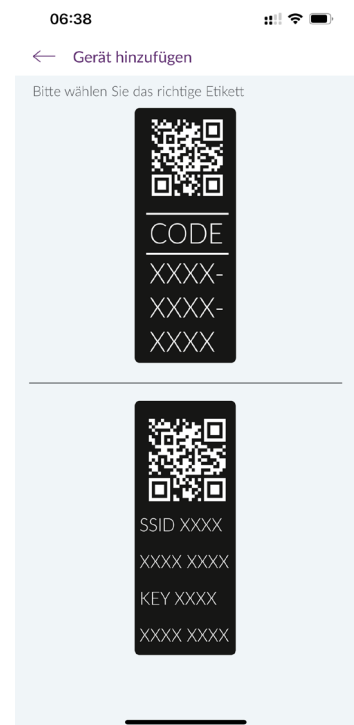 06:38
Gerät hinzufügen
Bitte wählen Sie das richtige Etikett
CODE
XXXX-
XXXX-
XXXX
SSID XXXX
XXXX XXXX
KEY XXXX
XXXX XXXX